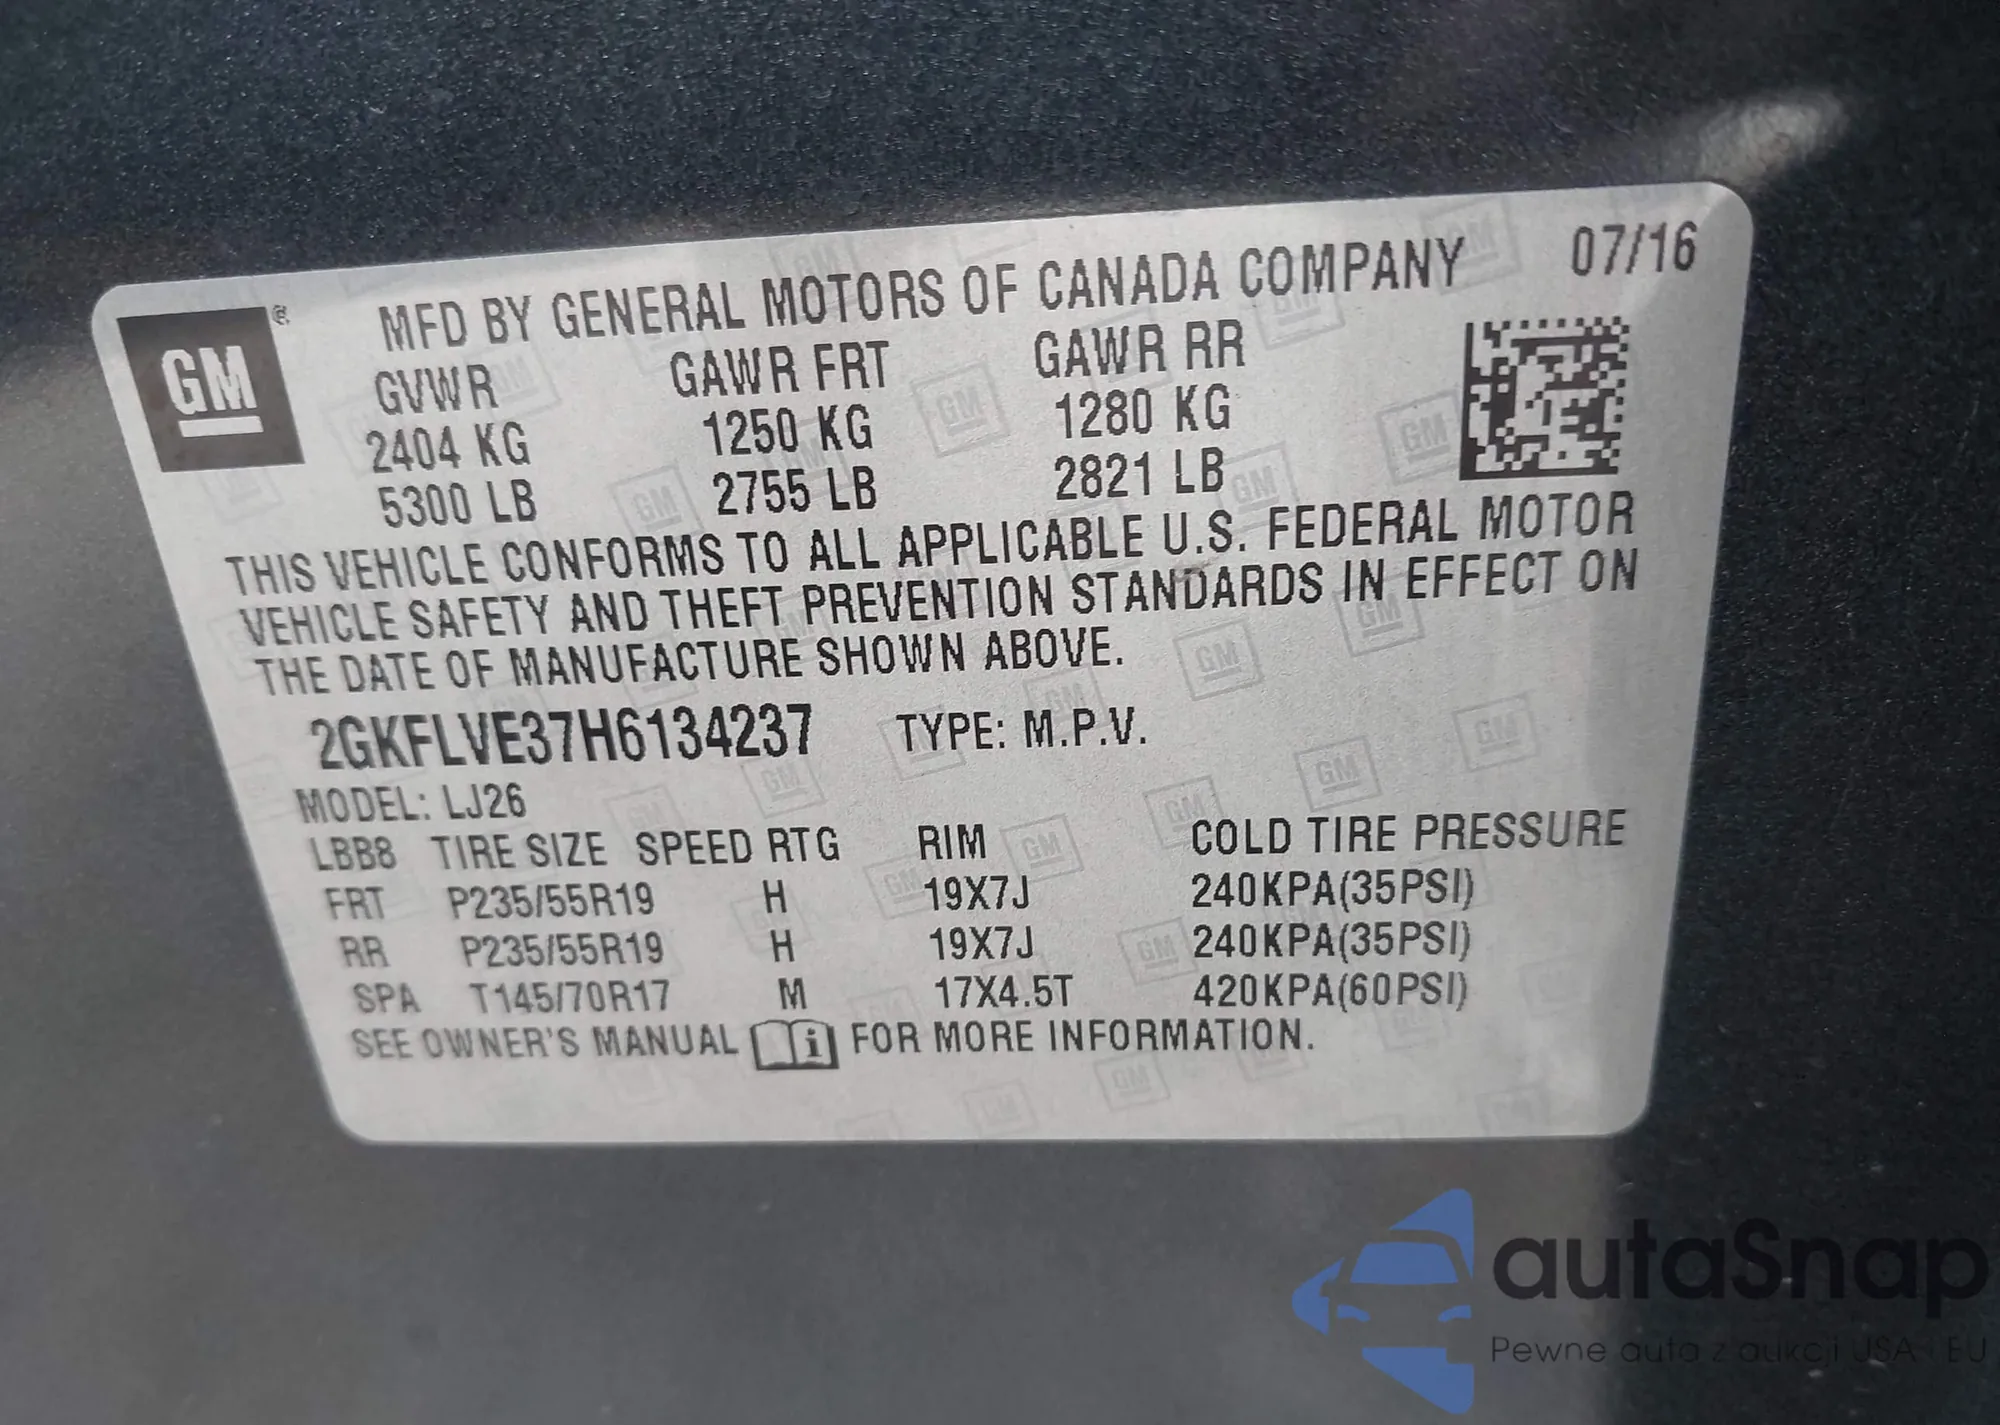 GM
MFD BY GENERAL MOTORS OF CANADA COMPANY 07/16
GVWR GAWR FRT GAWR RR
2404 KG 1250 KG 1280 KG
5300 LB 2755 LB 2821 LB
THIS VEHICLE CONFORMS TO ALL APPLICABLE U.S. FEDERAL MOTOR
VEHICLE SAFETY AND THEFT PREVENTION STANDARDS IN EFFECT ON
THE DATE OF MANUFACTURE SHOWN ABOVE.
2GKFLVE37H6134237 TYPE: M.P.V.
MODEL: LJ26
LBB8 TIRE SIZE SPEED RTG RIM COLD TIRE PRESSURE
FRT P235/55R19 H 19X7J 240KPA(35PSI)
RR P235/55R19 H 19X7J 240KPA(35PSI)
SPA T145/70R17 M 17X4.5T 420KPA(60PSI)
SEE OWNER'S MANUAL i FOR MORE INFORMATION.
autaSnap
Pewne auta z aukcji USA i EU